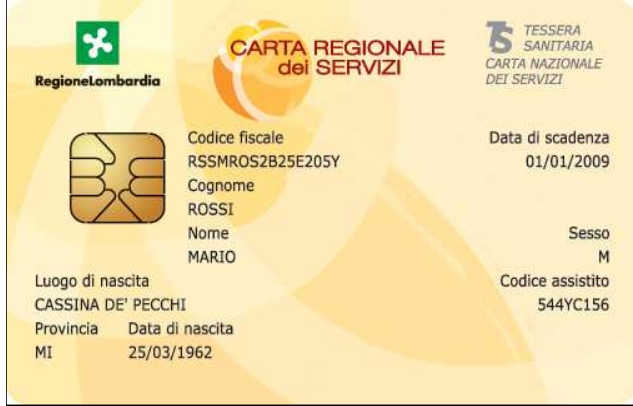 RegioneLombardia
CARTA REGIONALE
dei SERVIZI
TS TESSERA
SANITARIA
CARTA NAZIONALE
DEI SERVIZI
Codice fiscale
RSSMROS2B25E205Y
Data di scadenza
01/01/2009
Cognome
ROSSI
Nome
MARIO
Sesso
M
Luogo di nascita
CASSINA DE' PECCHI
Codice assistito
544YC156
Provincia Data di nascita
MI 25/03/1962